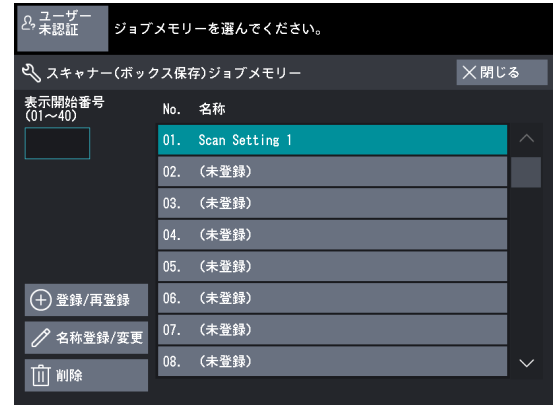 ユーザー
未認証
ジョブメモリーを選んでください。
スキャナー(ボックス保存)ジョブメモリー
閉じる
表示開始番号
(01～40)
No. 名称
01. Scan Setting 1
02. (未登録)
03. (未登録)
04. (未登録)
05. (未登録)
06. (未登録)
07. (未登録)
08. (未登録)
登録/再登録
名称登録/変更
削除